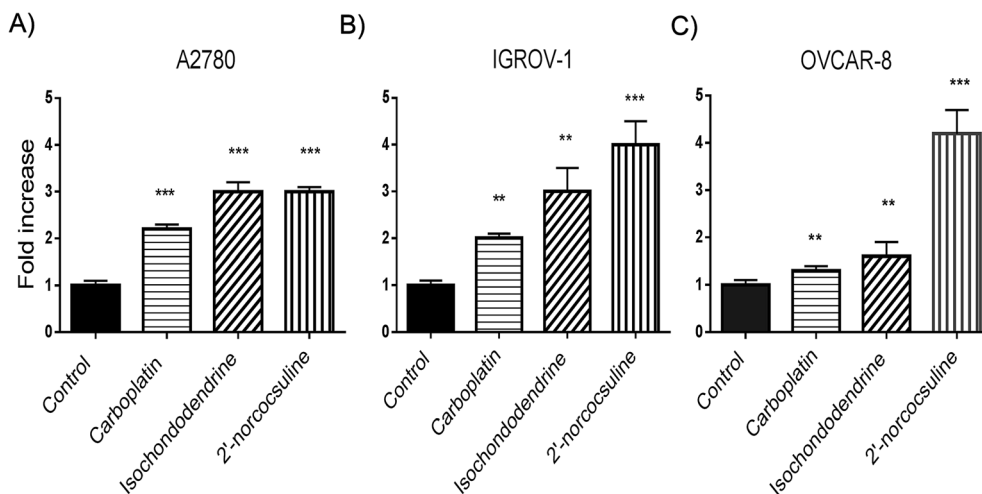 A)
A2780
Fold increase
5
4
3
2
1
0
***
***
***
Control
Carboplatin
Isochondodendrine
2'-norcocsuline
B)
IGROV-1
5
4
3
2
1
0
**
**
***
Control
Carboplatin
Isochondodendrine
2'-norcocsuline
C)
OVCAR-8
5
4
3
2
1
0
**
**
***
Control
Carboplatin
Isochondodendrine
2'-norcocsuline